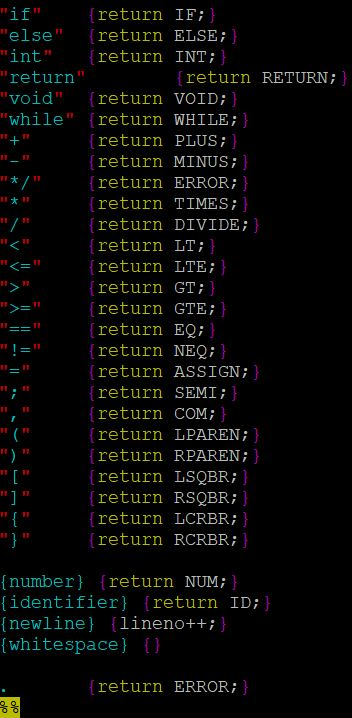 "if"     {return IF;}
"else"   {return ELSE;}
"int"    {return INT;}
"return"         {return RETURN;}
"void"   {return VOID;}
"while"  {return WHILE;}
"+"      {return PLUS;}
"-"      {return MINUS;}
"*/"     {return ERROR;}
"*"      {return TIMES;}
"/"      {return DIVIDE;}
"<"      {return LT;}
"<="     {return LTE;}
">"      {return GT;}
">="     {return GTE;}
"=="     {return EQ;}
"!="     {return NEQ;}
"="      {return ASSIGN;}
";"      {return SEMI;}
","      {return COM;}
"("      {return LPAREN;}
")"      {return RPAREN;}
"["      {return LSQBR;}
"]"      {return RSQBR;}
"{"      {return LCRBR;}
"}"      {return RCRBR;}
{number} {return NUM;}
{identifier} {return ID;}
{newline} {lineno++;}
{whitespace} {}
.        {return ERROR;}
%%